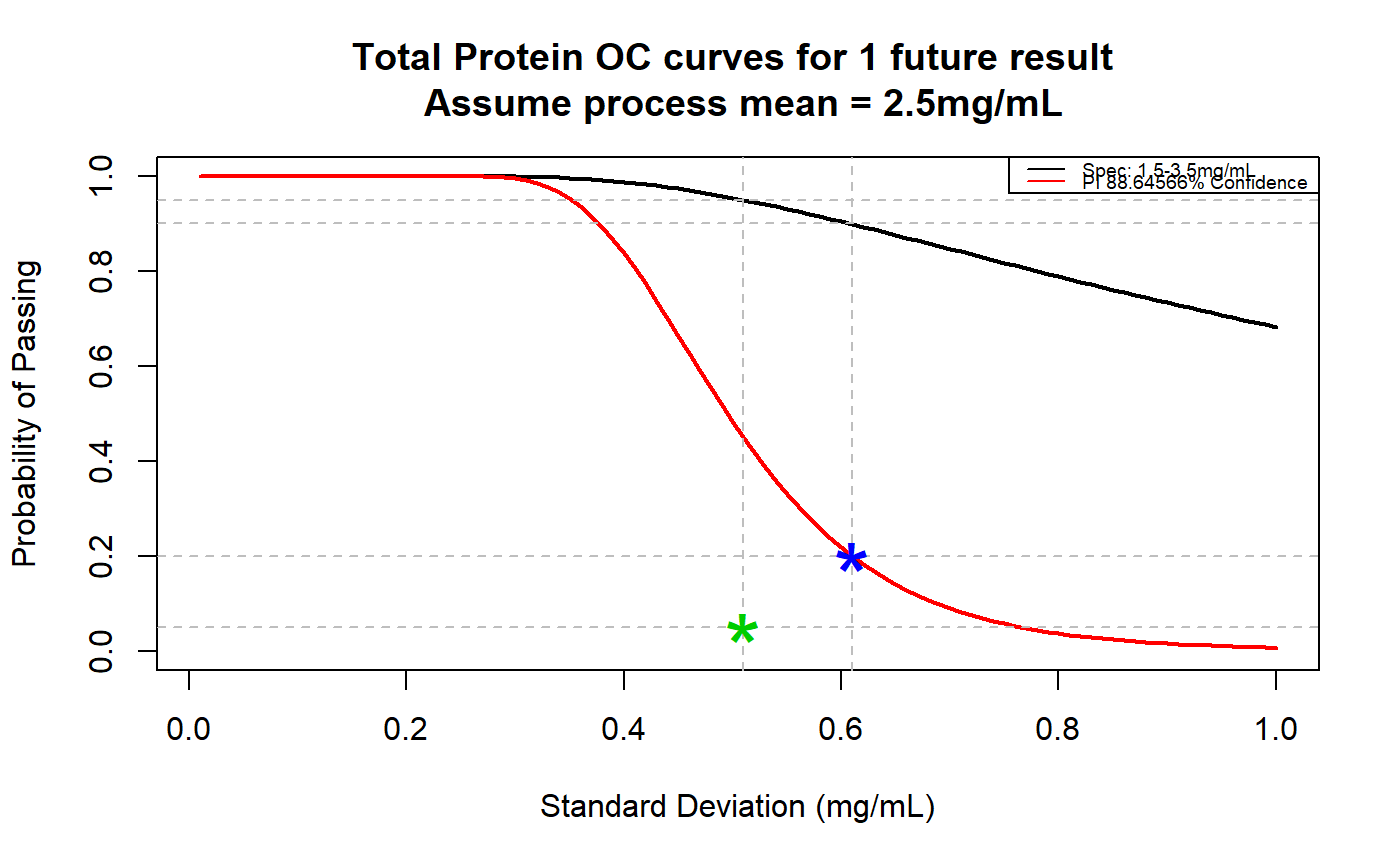 Total Protein OC curves for 1 future result
Assume process mean = 2.5mg/mL
Spec: 1.5-3.5mg/mL
PI 88.64566% Confidence
Probability of Passing
1.0
0.8
0.6
0.4
0.2
0.0
*
*
0.0 0.2 0.4 0.6 0.8 1.0
Standard Deviation (mg/mL)